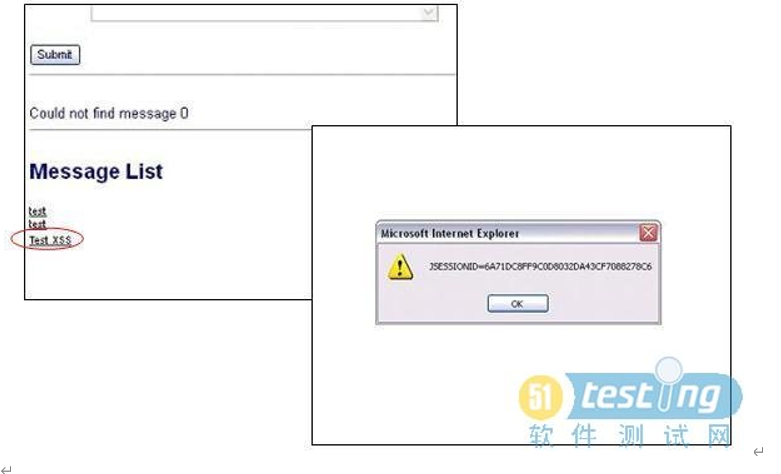 Submit
Could not find message 0
Message List
test
test
Test XSS
Microsoft Internet Explorer
JSESSIONID=6A71DC8FF9C0D8032DA43CF7088278C6
OK
51 testing
软件测试网